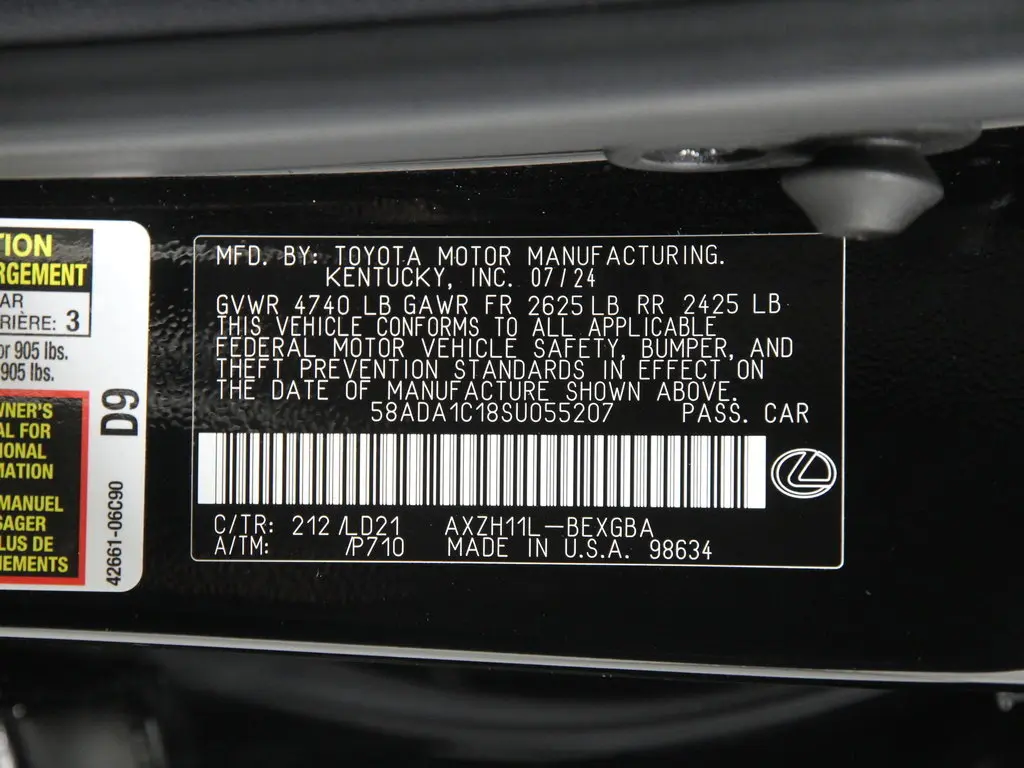 TION
RGEMENT
AR
RIÈRE: 3
or 905 lbs.
905 lbs.
WNER'S
AL FOR
IONAL
MATION
MANUEL
SAGER
LUS DE
NEMENTS
D9
42661-06C90
MFD. BY: TOYOTA MOTOR MANUFACTURING.
KENTUCKY, INC. 07/24
GVWR 4740 LB GAWR FR 2625 LB RR 2425 LB
THIS VEHICLE CONFORMS TO ALL APPLICABLE
FEDERAL MOTOR VEHICLE SAFETY, BUMPER, AND
THEFT PREVENTION STANDARDS IN EFFECT ON
THE DATE OF MANUFACTURE SHOWN ABOVE.
58ADA1C18SU055207 PASS. CAR
C/TR: 212 /LD21 AXZH11L-BEXGBA
A/TM: /P710 MADE IN U.S.A. 98634